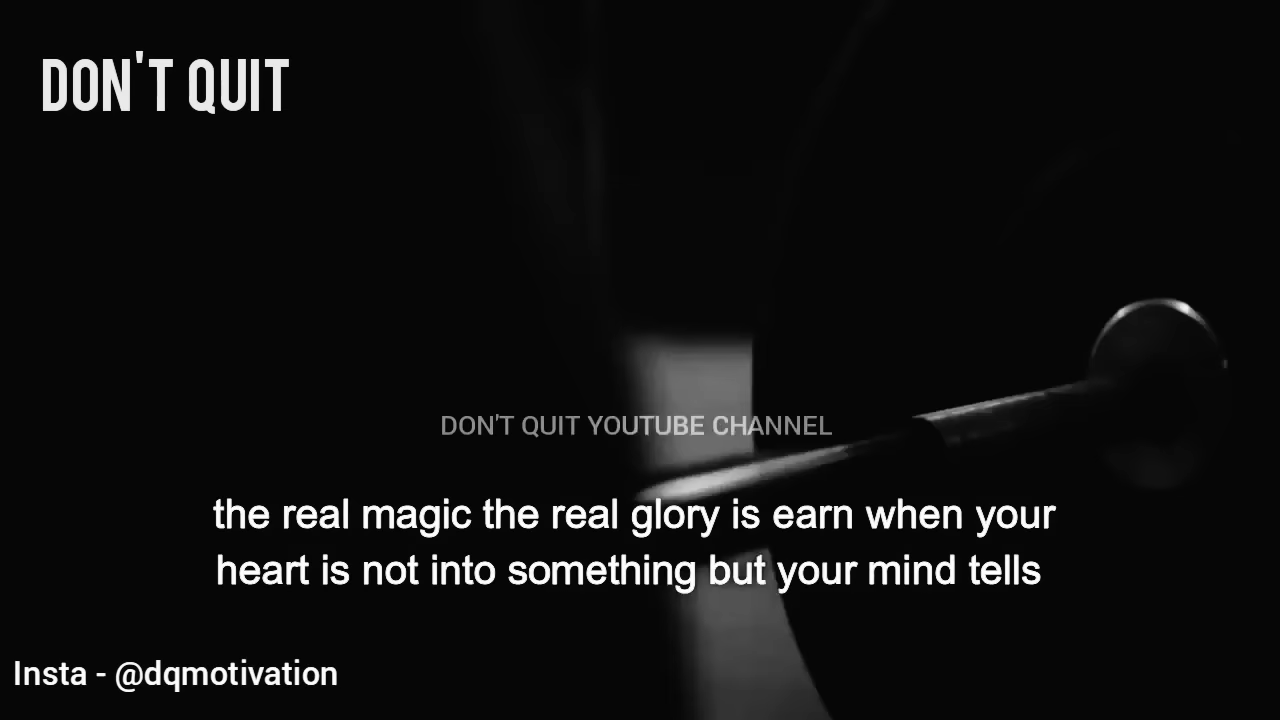 DON'T QUIT
DON'T QUIT YOUTUBE CHANNEL
the real magic the real glory is earn when your
heart is not into something but your mind tells
Insta - @dqmotivation